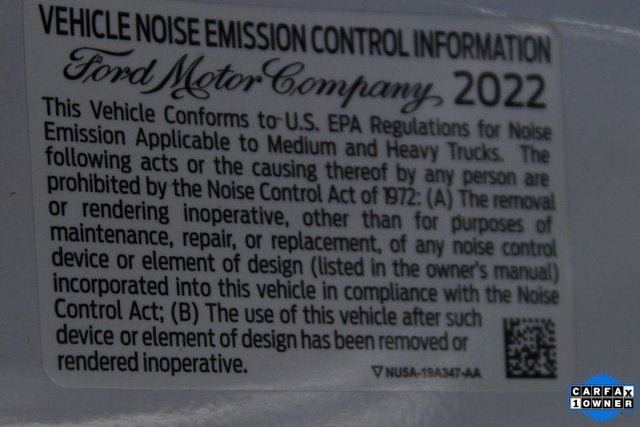 VEHICLE NOISE EMISSION CONTROL INFORMATION
Ford Motor Company 2022
This Vehicle Conforms to U.S. EPA Regulations for Noise
Emission Applicable to Medium and Heavy Trucks. The
following acts or the causing thereof by any person are
prohibited by the Noise Control Act of 1972: (A) The removal
or rendering inoperative, other than for purposes of
maintenance, repair, or replacement, of any noise control
device or element of design (listed in the owner's manual)
incorporated into this vehicle in compliance with the Noise
Control Act; (B) The use of this vehicle after such
device or element of design has been removed or
rendered inoperative.
NU5A-19A347-AA
CARFAX
1 OWNER